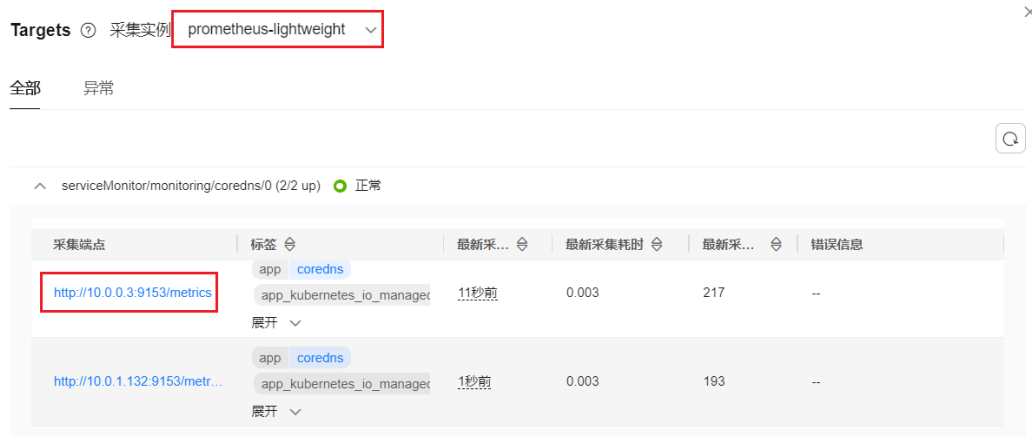 Targets ? 采集实例 prometheus-lightweight
全部 异常
serviceMonitor/monitoring/coredns/0 (2/2 up) 正常
采集端点 标签 最新采... 最新采集耗时 最新采... 错误信息
app coredns
http://10.0.0.3:9153/metrics app_kubernetes_io_managed 11秒前 0.003 217 --
展开
app coredns
http://10.0.1.132:9153/metr... app_kubernetes_io_managed 1秒前 0.003 193 --
展开